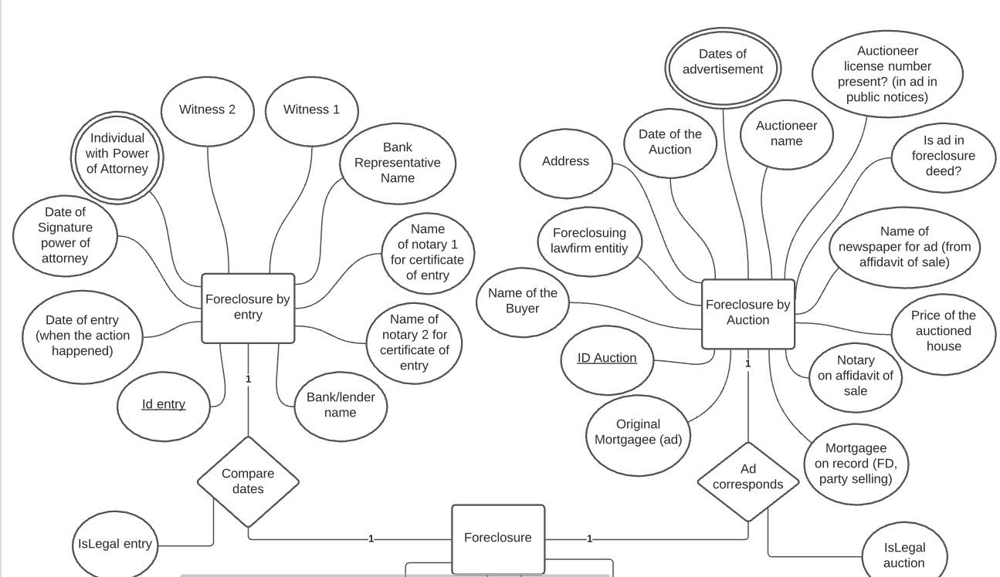 Dates of
advertisement
Auctioneer
license number
present? (in ad in
public notices)
Witness 2
Witness 1
Individual
with Power
of Attorney
Bank
Representative
Name
Date of the
Auction
Auctioneer
name
Address
Is ad in
foreclosure
deed?
Date of
Signature
power of
attorney
Name
of notary 1
for certificate
of entry
Foreclosuing
lawfirm entitiy
Name of
newspaper for ad (from
affidavit of sale)
Foreclosure by
entry
Name of the
Buyer
Foreclosure by
Auction
Date of entry
(when the action
happened)
Name of
notary 2 for
certificate of
entry
Price of the
auctioned
house
ID Auction
1
Notary
on affidavit of
sale
1
Id entry
Bank/lender
name
Original
Mortgagee (ad)
Mortgagee
on record (FD,
party selling)
Compare
dates
Ad
corresponds
IsLegal entry
1
Foreclosure
1
IsLegal
auction